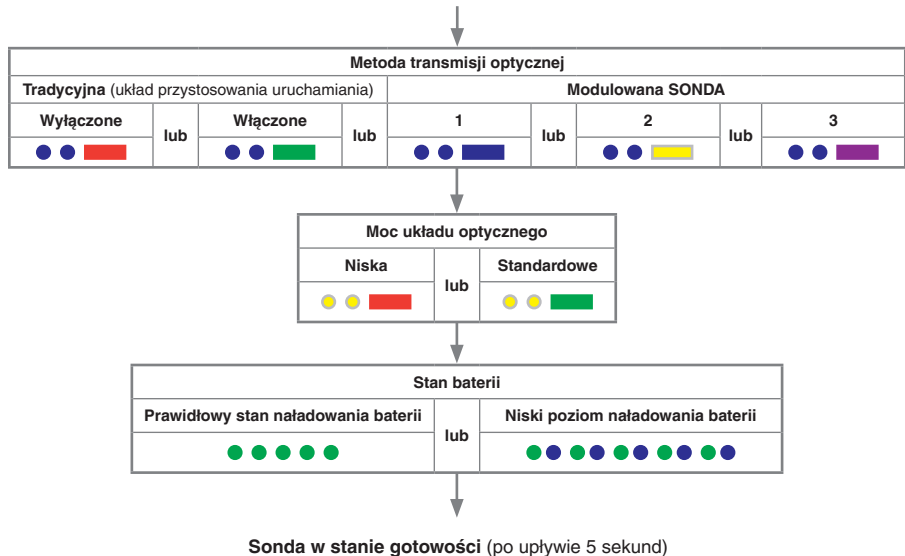 Metoda transmisji optycznej
Tradycyjna (układ przystosowania uruchamiania) Modulowana SONDA
Wyłączone lub Włączone lub 1 lub 2 lub 3
Moc układu optycznego
Niska lub Standardowe
Stan baterii
Prawidłowy stan naładowania baterii lub Niski poziom naładowania baterii
Sonda w stanie gotowości (po upływie 5 sekund)